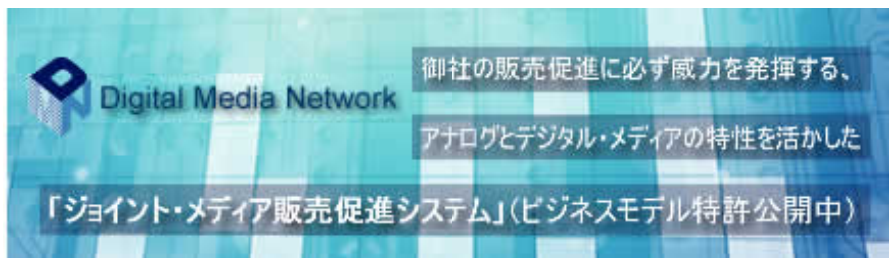 Digital Media Network
御社の販売促進に必ず威力を発揮する、
アナログとデジタル・メディアの特性を活かした
「ジョイント・メディア販売促進システム」(ビジネスモデル特許公開中)